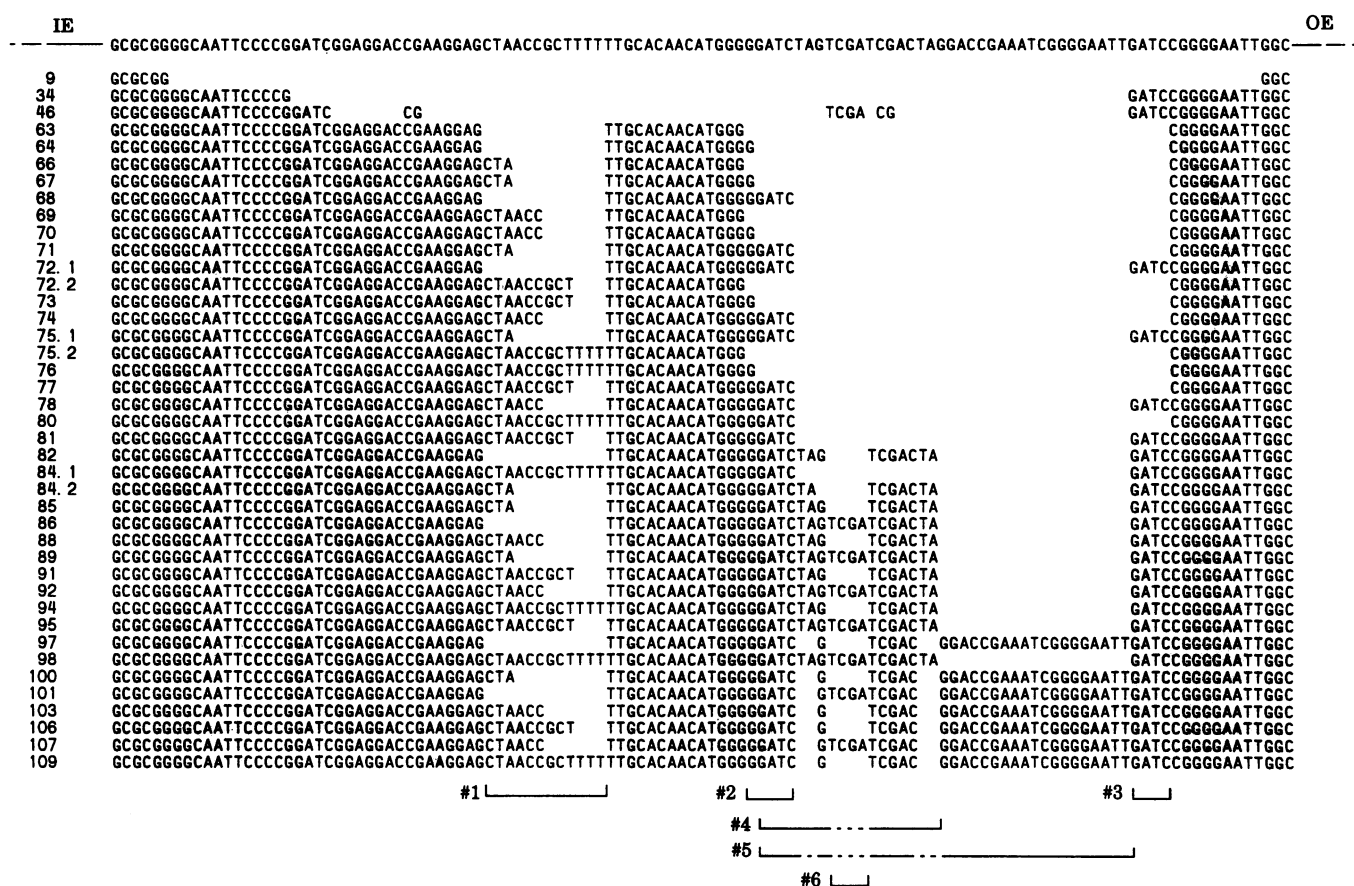 IE OE
GCGCGGGGCAATTCCCCGGATCGGAGGACCGAAGGAGCTAACCGCTTTTTTGCACAACATGGGGGATCTAGTCGATCGACTAGGACCGAAATCGGGGAATTGATCCGGGGAATTGGC
9 GCGCGG GGC
34 GCGCGGGGCAATTCCCCG GATCCGGGGAATTGGC
46 GCGCGGGGCAATTCCCCGGATC CG TCGA CG GATCCGGGGAATTGGC
63 GCGCGGGGCAATTCCCCGGATCGGAGGACCGAAGGAG TTGCACAACATGGG CGGGGAATTGGC
64 GCGCGGGGCAATTCCCCGGATCGGAGGACCGAAGGAG TTGCACAACATGGGG CGGGGAATTGGC
66 GCGCGGGGCAATTCCCCGGATCGGAGGACCGAAGGAGCTA TTGCACAACATGGG CGGGGAATTGGC
67 GCGCGGGGCAATTCCCCGGATCGGAGGACCGAAGGAGCTA TTGCACAACATGGGG CGGGGAATTGGC
68 GCGCGGGGCAATTCCCCGGATCGGAGGACCGAAGGAG TTGCACAACATGGGGGATC CGGGGAATTGGC
69 GCGCGGGGCAATTCCCCGGATCGGAGGACCGAAGGAGCTAACC TTGCACAACATGGG CGGGGAATTGGC
70 GCGCGGGGCAATTCCCCGGATCGGAGGACCGAAGGAGCTAACC TTGCACAACATGGGG CGGGGAATTGGC
71 GCGCGGGGCAATTCCCCGGATCGGAGGACCGAAGGAGCTA TTGCACAACATGGGGGATC CGGGGAATTGGC
72. 1 GCGCGGGGCAATTCCCCGGATCGGAGGACCGAAGGAG TTGCACAACATGGGGGATC GATCCGGGGAATTGGC
72. 2 GCGCGGGGCAATTCCCCGGATCGGAGGACCGAAGGAGCTAACCGCT TTGCACAACATGGG CGGGGAATTGGC
73 GCGCGGGGCAATTCCCCGGATCGGAGGACCGAAGGAGCTAACCGCT TTGCACAACATGGGG CGGGGAATTGGC
74 GCGCGGGGCAATTCCCCGGATCGGAGGACCGAAGGAGCTAACC TTGCACAACATGGGGGATC CGGGGAATTGGC
75. 1 GCGCGGGGCAATTCCCCGGATCGGAGGACCGAAGGAGCTA TTGCACAACATGGGGGATC GATCCGGGGAATTGGC
75. 2 GCGCGGGGCAATTCCCCGGATCGGAGGACCGAAGGAGCTAACCGCTTTTTTGCACAACATGGG CGGGGAATTGGC
76 GCGCGGGGCAATTCCCCGGATCGGAGGACCGAAGGAGCTAACCGCTTTTTTGCACAACATGGGG CGGGGAATTGGC
77 GCGCGGGGCAATTCCCCGGATCGGAGGACCGAAGGAGCTAACCGCT TTGCACAACATGGGGGATC CGGGGAATTGGC
78 GCGCGGGGCAATTCCCCGGATCGGAGGACCGAAGGAGCTAACC TTGCACAACATGGGGGATC GATCCGGGGAATTGGC
80 GCGCGGGGCAATTCCCCGGATCGGAGGACCGAAGGAGCTAACCGCTTTTTTGCACAACATGGGGGATC CGGGGAATTGGC
81 GCGCGGGGCAATTCCCCGGATCGGAGGACCGAAGGAGCTAACCGCT TTGCACAACATGGGGGATC GATCCGGGGAATTGGC
82 GCGCGGGGCAATTCCCCGGATCGGAGGACCGAAGGAG TTGCACAACATGGGGGATCTAG TCGACTA GATCCGGGGAATTGGC
84. 1 GCGCGGGGCAATTCCCCGGATCGGAGGACCGAAGGAGCTAACCGCTTTTTTGCACAACATGGGGGATC GATCCGGGGAATTGGC
84. 2 GCGCGGGGCAATTCCCCGGATCGGAGGACCGAAGGAGCTA TTGCACAACATGGGGGATCTA TCGACTA GATCCGGGGAATTGGC
85 GCGCGGGGCAATTCCCCGGATCGGAGGACCGAAGGAGCTA TTGCACAACATGGGGGATCTAG TCGACTA GATCCGGGGAATTGGC
86 GCGCGGGGCAATTCCCCGGATCGGAGGACCGAAGGAG TTGCACAACATGGGGGATCTAGTCGATCGACTA GATCCGGGGAATTGGC
88 GCGCGGGGCAATTCCCCGGATCGGAGGACCGAAGGAGCTAACC TTGCACAACATGGGGGATCTAG TCGACTA GATCCGGGGAATTGGC
89 GCGCGGGGCAATTCCCCGGATCGGAGGACCGAAGGAGCTA TTGCACAACATGGGGGATCTAGTCGATCGACTA GATCCGGGGAATTGGC
91 GCGCGGGGCAATTCCCCGGATCGGAGGACCGAAGGAGCTAACCGCT TTGCACAACATGGGGGATCTAG TCGACTA GATCCGGGGAATTGGC
92 GCGCGGGGCAATTCCCCGGATCGGAGGACCGAAGGAGCTAACC TTGCACAACATGGGGGATCTAGTCGATCGACTA GATCCGGGGAATTGGC
94 GCGCGGGGCAATTCCCCGGATCGGAGGACCGAAGGAGCTAACCGCTTTTTTGCACAACATGGGGGATCTAG TCGACTA GATCCGGGGAATTGGC
95 GCGCGGGGCAATTCCCCGGATCGGAGGACCGAAGGAGCTAACCGCT TTGCACAACATGGGGGATCTAGTCGATCGACTA GATCCGGGGAATTGGC
97 GCGCGGGGCAATTCCCCGGATCGGAGGACCGAAGGAG TTGCACAACATGGGGGATC G TCGAC GGACCGAAATCGGGGAATTGATCCGGGGAATTGGC
98 GCGCGGGGCAATTCCCCGGATCGGAGGACCGAAGGAGCTAACCGCTTTTTTGCACAACATGGGGGATCTAGTCGATCGACTA GATCCGGGGAATTGGC
100 GCGCGGGGCAATTCCCCGGATCGGAGGACCGAAGGAGCTA TTGCACAACATGGGGGATC G TCGAC GGACCGAAATCGGGGAATTGATCCGGGGAATTGGC
101 GCGCGGGGCAATTCCCCGGATCGGAGGACCGAAGGAG TTGCACAACATGGGGGATC GTCGATCGAC GGACCGAAATCGGGGAATTGATCCGGGGAATTGGC
103 GCGCGGGGCAATTCCCCGGATCGGAGGACCGAAGGAGCTAACC TTGCACAACATGGGGGATC G TCGAC GGACCGAAATCGGGGAATTGATCCGGGGAATTGGC
106 GCGCGGGGCAATTCCCCGGATCGGAGGACCGAAGGAGCTAACCGCT TTGCACAACATGGGGGATC G TCGAC GGACCGAAATCGGGGAATTGATCCGGGGAATTGGC
107 GCGCGGGGCAATTCCCCGGATCGGAGGACCGAAGGAGCTAACC TTGCACAACATGGGGGATC GTCGATCGAC GGACCGAAATCGGGGAATTGATCCGGGGAATTGGC
109 GCGCGGGGCAATTCCCCGGATCGGAGGACCGAAGGAGCTAACCGCTTTTTTGCACAACATGGGGGATC G TCGAC GGACCGAAATCGGGGAATTGATCCGGGGAATTGGC
#1 #2 #3
#4
#5
#6